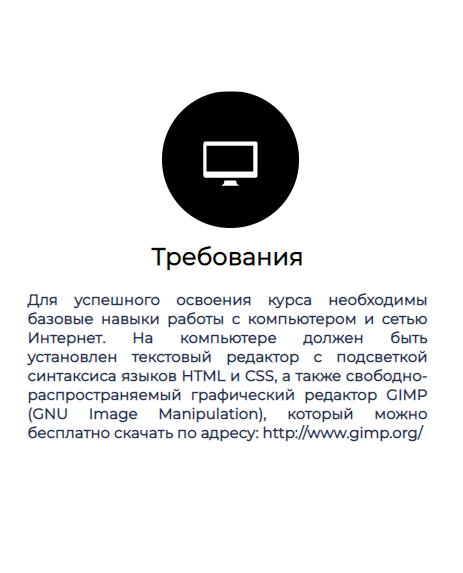 Требования
Для успешного освоения курса необходимы
базовые навыки работы с компьютером и сетью
Интернет. На компьютере должен быть
установлен текстовый редактор с подсветкой
синтаксиса языков HTML и CSS, а также свободно-
распространяемый графический редактор GIMP
(GNU Image Manipulation), который можно
бесплатно скачать по адресу: http://www.gimp.org/